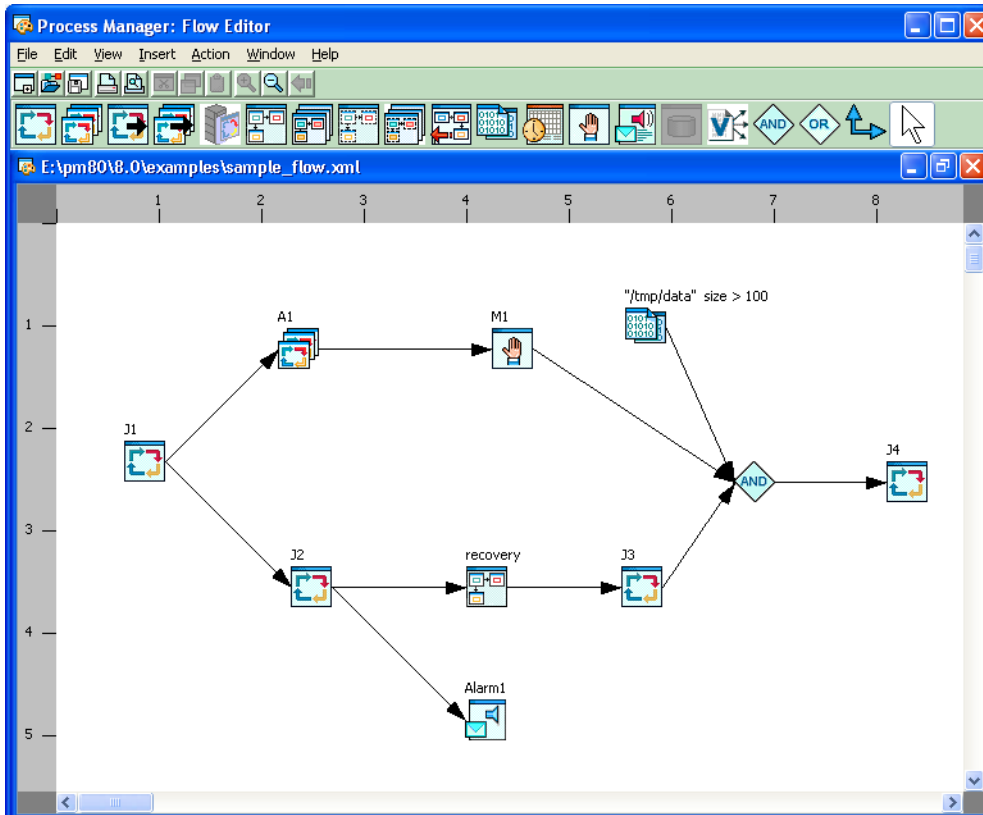 Process Manager: Flow Editor
File Edit View Insert Action Window Help
AND OR
E:\pm80\8.0\examples\sample_flow.xml
1 2 3 4 5 6 7 8
"/tmp/data" size > 100
1
A1
M1
2
J1
J4
AND
3
J2
recovery
J3
4
Alarm1
5